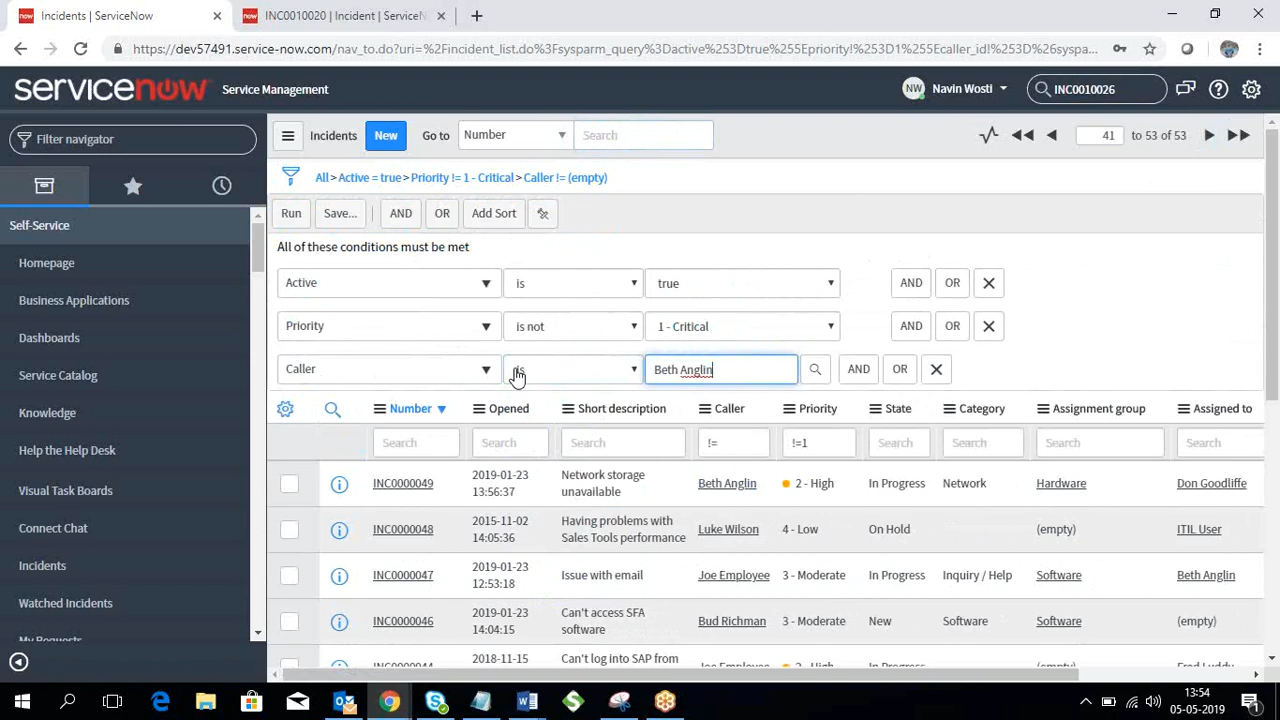 Incidents | ServiceNow
INC0010020 | Incident | ServiceN
https://dev57491.service-now.com/nav_to.do?uri=%2Fincident_list.do%3Fsysparm_query%3Dactive%253Dtrue%255Epriority!%253D1%255Ecaller_id!%253D%26syspa...
servicenow Service Management
NW Navin Wosti
INC0010026
Filter navigator
Incidents New Go to Number Search 41 to 53 of 53
All > Active = true > Priority != 1 - Critical > Caller != (empty)
Run Save... AND OR Add Sort
All of these conditions must be met
Active is true AND OR
Priority is not 1 - Critical AND OR
Caller is Beth Anglin AND OR
Self-Service
Homepage
Business Applications
Dashboards
Service Catalog
Knowledge
Help the Help Desk
Visual Task Boards
Connect Chat
Incidents
Watched Incidents
My Requests
Number Opened Short description Caller Priority State Category Assignment group Assigned to
Search Search Search != !=1 Search Search Search Search
INC0000049 2019-01-23 13:56:37 Network storage unavailable Beth Anglin 2 - High In Progress Network Hardware Don Goodliffe
INC0000048 2015-11-02 14:05:36 Having problems with Sales Tools performance Luke Wilson 4 - Low On Hold (empty) ITIL User
INC0000047 2019-01-23 12:53:18 Issue with email Joe Employee 3 - Moderate In Progress Inquiry / Help Software Beth Anglin
INC0000046 2019-01-23 14:04:15 Can't access SFA software Bud Richman 3 - Moderate New Software Software (empty)
INC0000044 2018-11-15 Can't log into SAP from Joe Employee 2 - High Fred Luddy
13:54
05-05-2019